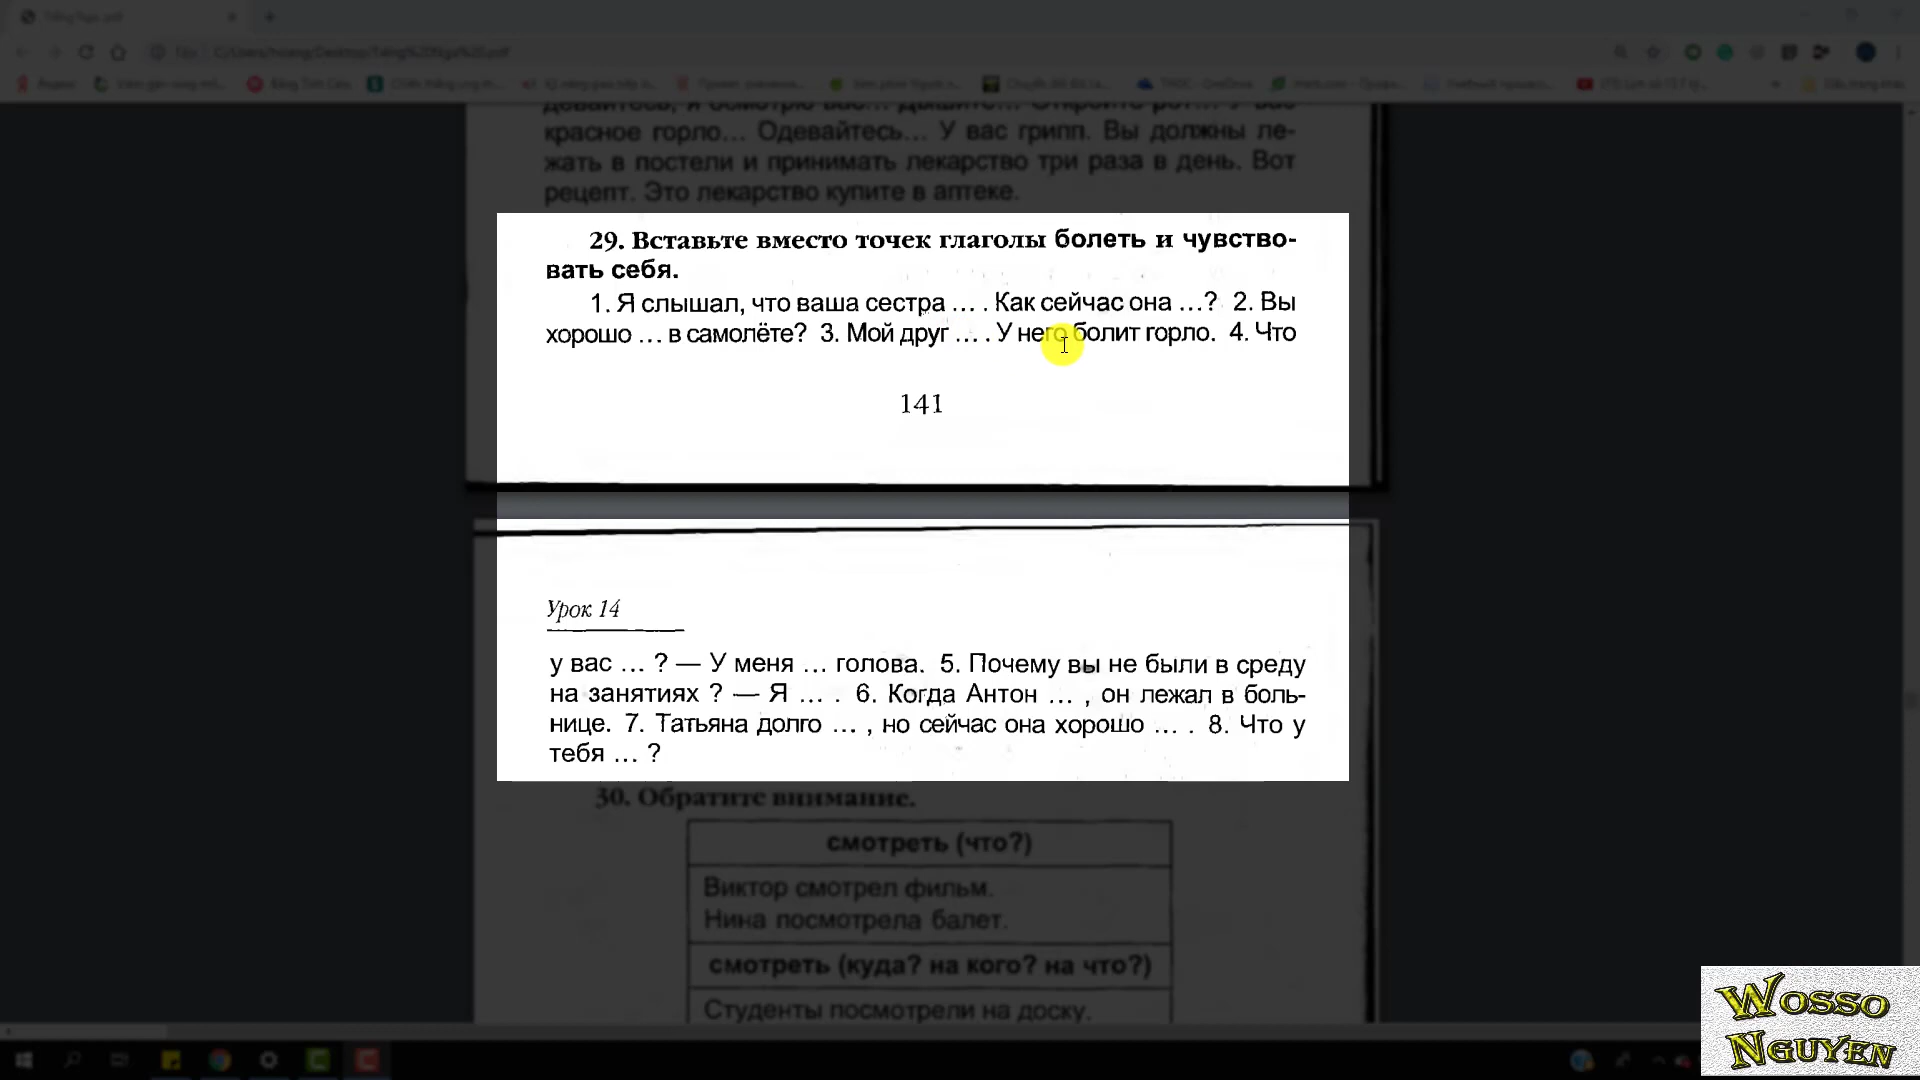 красное горло... Одевайтесь... У вас грипп. Вы должны ле-
жать в постели и принимать лекарство три раза в день. Вот
рецепт. Это лекарство купите в аптеке.
29. Вставьте вместо точек глаголы болеть и чувство-
вать себя.
1. Я слышал, что ваша сестра ... . Как сейчас она ...? 2. Вы
хорошо ... в самолёте? 3. Мой друг ... . У него болит горло. 4. Что
141
Урок 14
у вас ... ? — У меня ... голова. 5. Почему вы не были в среду
на занятиях ? — Я ... . 6. Когда Антон ... , он лежал в боль-
нице. 7. Татьяна долго ... , но сейчас она хорошо ... . 8. Что у
тебя ... ?
30. Обратите внимание.
смотреть (что?)
Виктор смотрел фильм.
Нина посмотрела балет.
смотреть (куда? на кого? на что?)
Студенты посмотрели на доску.
Wosso
Nguyen